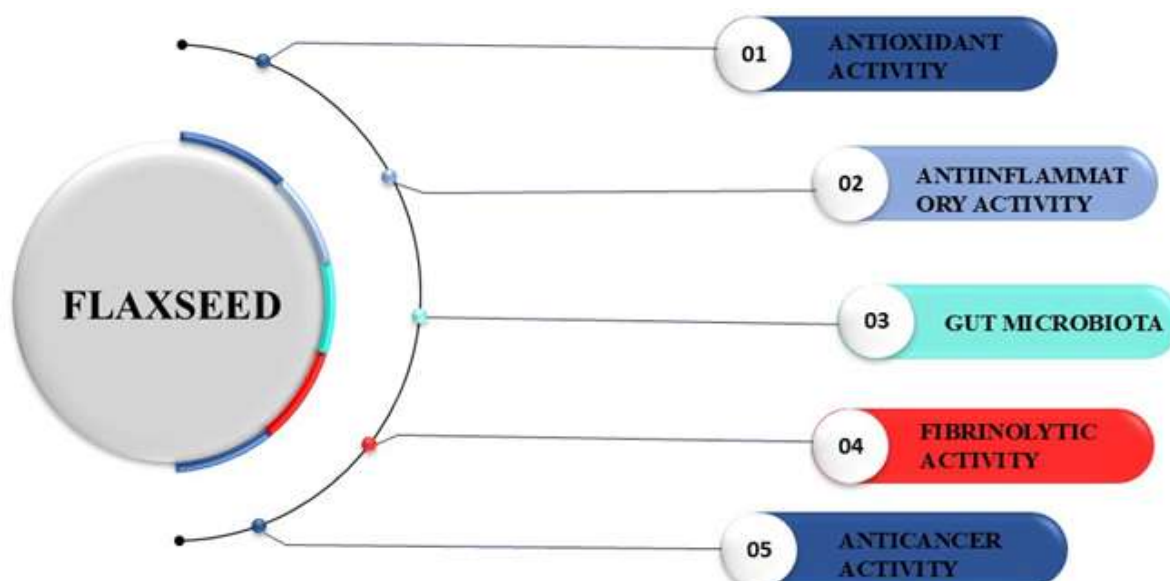 FLAXSEED
01
ANTIOXIDANT
ACTIVITY
02
ANTIINFLAMMAT
ORY ACTIVITY
03
GUT MICROBIOTA
04
FIBRINOLYTIC
ACTIVITY
05
ANTICANCER
ACTIVITY